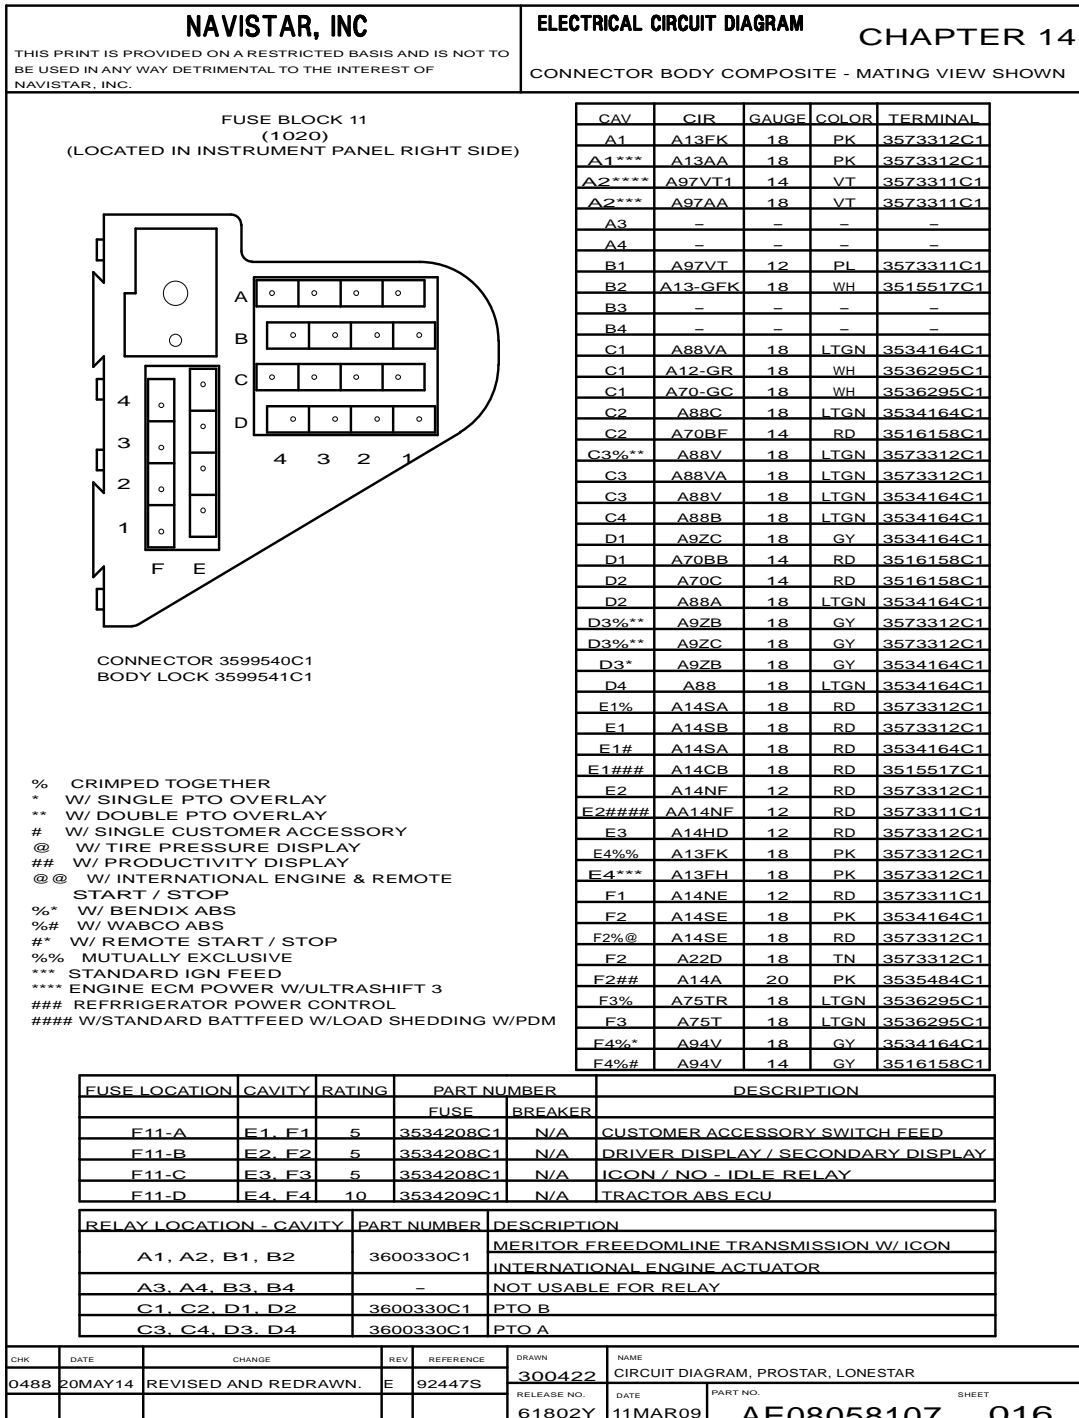 NAVISTAR, INC
THIS PRINT IS PROVIDED ON A RESTRICTED BASIS AND IS NOT TO
BE USED IN ANY WAY DETRIMENTAL TO THE INTEREST OF
NAVISTAR, INC.
ELECTRICAL CIRCUIT DIAGRAM
CHAPTER 14
CONNECTOR BODY COMPOSITE - MATING VIEW SHOWN
FUSE BLOCK 11
(1020)
(LOCATED IN INSTRUMENT PANEL RIGHT SIDE)
A
B
C
D
4 3 2 1
4
3
2
1
F E
CONNECTOR 3599540C1
BODY LOCK 3599541C1
% CRIMPED TOGETHER
* W/ SINGLE PTO OVERLAY
** W/ DOUBLE PTO OVERLAY
# W/ SINGLE CUSTOMER ACCESSORY
@ W/ TIRE PRESSURE DISPLAY
## W/ PRODUCTIVITY DISPLAY
@@ W/ INTERNATIONAL ENGINE & REMOTE
START / STOP
%* W/ BENDIX ABS
%# W/ WABCO ABS
#* W/ REMOTE START / STOP
%% MUTUALLY EXCLUSIVE
*** STANDARD IGN FEED
**** ENGINE ECM POWER W/ULTRASHIFT 3
### REFRRIGERATOR POWER CONTROL
#### W/STANDARD BATTFEED W/LOAD SHEDDING W/PDM
CAV CIR GAUGE COLOR TERMINAL
A1 A13FK 18 PK 3573312C1
A1*** A13AA 18 PK 3573312C1
A2**** A97VT1 14 VT 3573311C1
A2*** A97AA 18 VT 3573311C1
A3 – – – –
A4 – – – –
B1 A97VT 12 PL 3573311C1
B2 A13-GFK 18 WH 3515517C1
B3 – – – –
B4 – – – –
C1 A88VA 18 LTGN 3534164C1
C1 A12-GR 18 WH 3536295C1
C1 A70-GC 18 WH 3536295C1
C2 A88C 18 LTGN 3534164C1
C2 A70BF 14 RD 3516158C1
C3%** A88V 18 LTGN 3573312C1
C3 A88VA 18 LTGN 3573312C1
C3 A88V 18 LTGN 3534164C1
C4 A88B 18 LTGN 3534164C1
D1 A9ZC 18 GY 3534164C1
D1 A70BB 14 RD 3516158C1
D2 A70C 14 RD 3516158C1
D2 A88A 18 LTGN 3534164C1
D3%** A9ZB 18 GY 3573312C1
D3%** A9ZC 18 GY 3573312C1
D3* A9ZB 18 GY 3534164C1
D4 A88 18 LTGN 3534164C1
E1% A14SA 18 RD 3573312C1
E1 A14SB 18 RD 3573312C1
E1# A14SA 18 RD 3534164C1
E1### A14CB 18 RD 3515517C1
E2 A14NF 12 RD 3573312C1
E2#### AA14NF 12 RD 3573311C1
E3 A14HD 12 RD 3573312C1
E4%% A13FK 18 PK 3573312C1
E4*** A13FH 18 PK 3573312C1
F1 A14NE 12 RD 3573311C1
F2 A14SE 18 PK 3534164C1
F2%@ A14SE 18 RD 3573312C1
F2 A22D 18 TN 3573312C1
F2## A14A 20 PK 3535484C1
F3% A75TR 18 LTGN 3536295C1
F3 A75T 18 LTGN 3536295C1
F4%* A94V 18 GY 3534164C1
F4%# A94V 14 GY 3516158C1
FUSE LOCATION CAVITY RATING PART NUMBER DESCRIPTION
FUSE BREAKER
F11-A E1, F1 5 3534208C1 N/A CUSTOMER ACCESSORY SWITCH FEED
F11-B E2, F2 5 3534208C1 N/A DRIVER DISPLAY / SECONDARY DISPLAY
F11-C E3, F3 5 3534208C1 N/A ICON / NO - IDLE RELAY
F11-D E4, F4 10 3534209C1 N/A TRACTOR ABS ECU
RELAY LOCATION - CAVITY PART NUMBER DESCRIPTION
A1, A2, B1, B2 3600330C1 MERITOR FREEDOMLINE TRANSMISSION W/ ICON
INTERNATIONAL ENGINE ACTUATOR
A3, A4, B3, B4 – NOT USABLE FOR RELAY
C1, C2, D1, D2 3600330C1 PTO B
C3, C4, D3. D4 3600330C1 PTO A
CHK DATE CHANGE REV REFERENCE DRAWN NAME
0488 20MAY14 REVISED AND REDRAWN. E 92447S 300422 CIRCUIT DIAGRAM, PROSTAR, LONESTAR
RELEASE NO. DATE PART NO. SHEET
61802Y 11MAR09 AE08058107 016